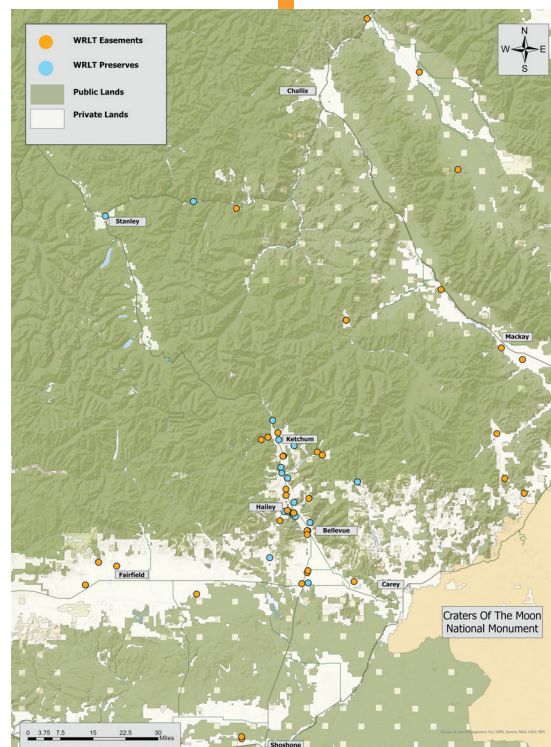 WRLT Easements
WRLT Preserves
Public Lands
Private Lands
N
W E
S
Challis
Stanley
Mackay
Ketchum
Hailey
Bellevue
Fairfield
Carey
Craters Of The Moon
National Monument
0 3.75 7.5 15 22.5 30
Miles
Shoshone